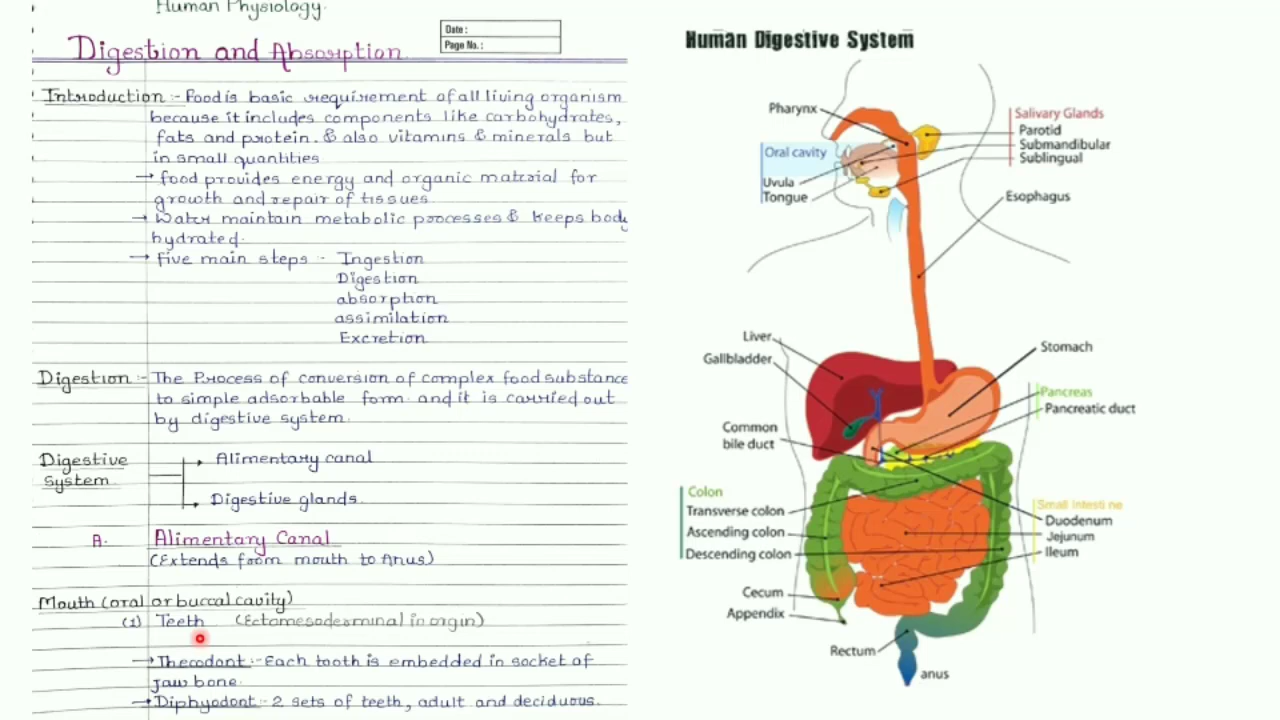 Human Physiology.
Date :
Page No. :
Digestion and Absorption.
Introduction :- Food is basic requirement of all living organism
because it includes components like carbohydrates,
fats and protein. & also vitamins & minerals but
in small quantities
→ food provides energy and organic material for
growth and repair of tissues.
→ Water maintain metabolic processes & keeps body
hydrated.
→ Five main steps :- Ingestion
Digestion
absorption
assimilation
Excretion
Digestion :- The Process of conversion of complex food substance
to simple adsorbable form and it is carried out
by digestive system.
Digestive
system
Alimentary canal
Digestive glands.
A. Alimentary Canal
(Extends from mouth to Anus)
Mouth (oral or buccal cavity)
(1) Teeth (Ectomesoderminal in origin)
→ Thecodont :- Each tooth is embedded in socket of
jaw bone.
→ Diphyodont :- 2 sets of teeth, adult and deciduous.
Human Digestive System
Pharynx
Oral cavity
Uvula
Tongue
Salivary Glands
Parotid
Submandibular
Sublingual
Esophagus
Liver
Gallbladder
Stomach
Pancreas
Pancreatic duct
Common
bile duct
Colon
Transverse colon
Ascending colon
Descending colon
Small Intesti ne
Duodenum
Jejunum
Ileum
Cecum
Appendix
Rectum
anus